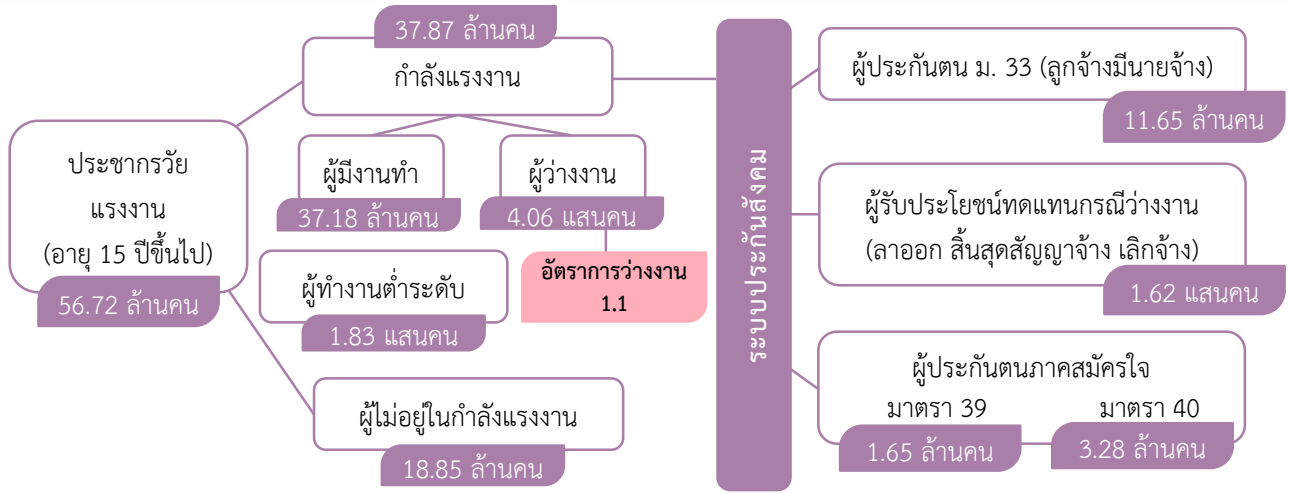 37.87 ล้านคน
กำลังแรงงาน
ประชากรวัย
แรงงาน
(อายุ 15 ปีขึ้นไป)
56.72 ล้านคน
ผู้มีงานทำ
37.18 ล้านคน
ผู้ว่างงาน
4.06 แสนคน
อัตราการว่างงาน
1.1
ผู้ทำงานต่ำระดับ
1.83 แสนคน
ผู้ไม่อยู่ในกำลังแรงงาน
18.85 ล้านคน
ระบบประกันสังคม
ผู้ประกันตน ม. 33 (ลูกจ้างมีนายจ้าง)
11.65 ล้านคน
ผู้รับประโยชน์ทดแทนกรณีว่างงาน
(ลาออก สิ้นสุดสัญญาจ้าง เลิกจ้าง)
1.62 แสนคน
ผู้ประกันตนภาคสมัครใจ
มาตรา 39
1.65 ล้านคน
มาตรา 40
3.28 ล้านคน